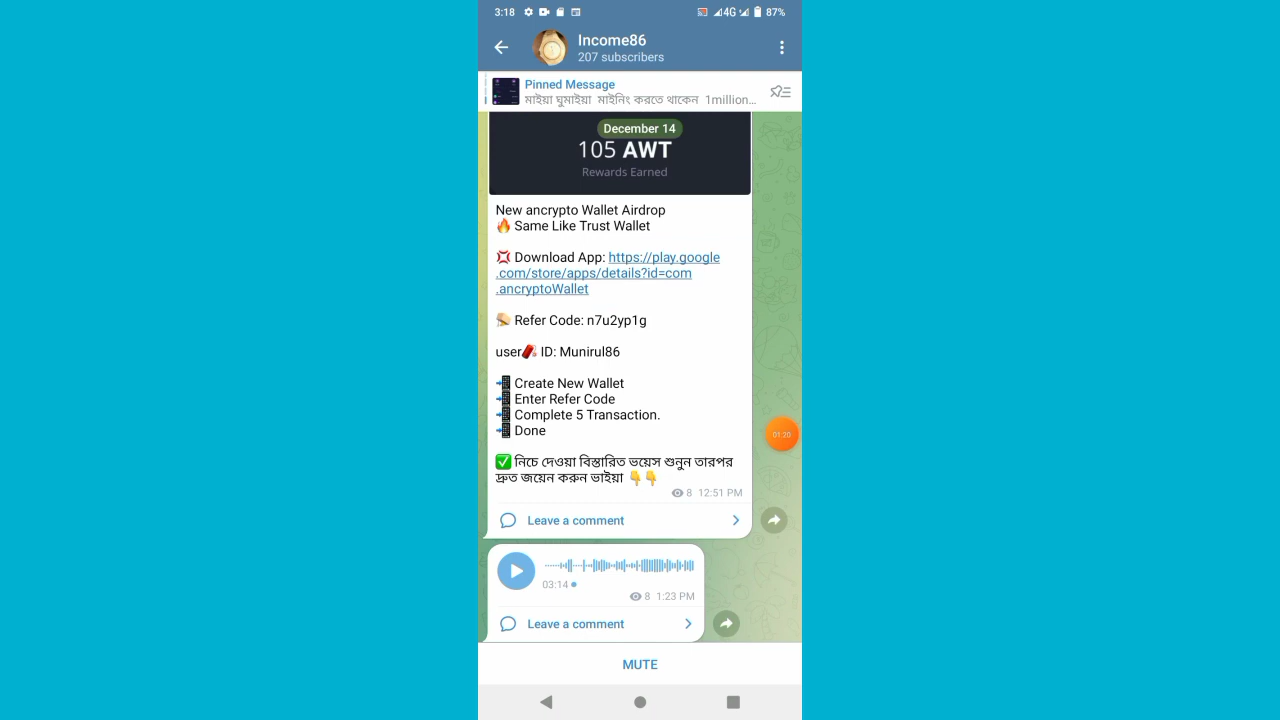 3:18
4G
87%
Income86
207 subscribers
Pinned Message
মাইয়া ঘুমাইয়া মাইনিং করতে থাকেন 1million...
December 14
105 AWT
Rewards Earned
New ancrypto Wallet Airdrop
🔥 Same Like Trust Wallet
💢 Download App: https://play.google
.com/store/apps/details?id=com
.ancryptoWallet
Refer Code: n7u2yp1g
user🧧 ID: Munirul86
📲 Create New Wallet
📲 Enter Refer Code
📲 Complete 5 Transaction.
📲 Done
✅ নিচে দেওয়া বিস্তারিত ভয়েস শুনুন তারপর
দ্রুত জয়েন করুন ভাইয়া 👇👇
8 12:51 PM
Leave a comment
01:20
03:14
8 1:23 PM
Leave a comment
MUTE